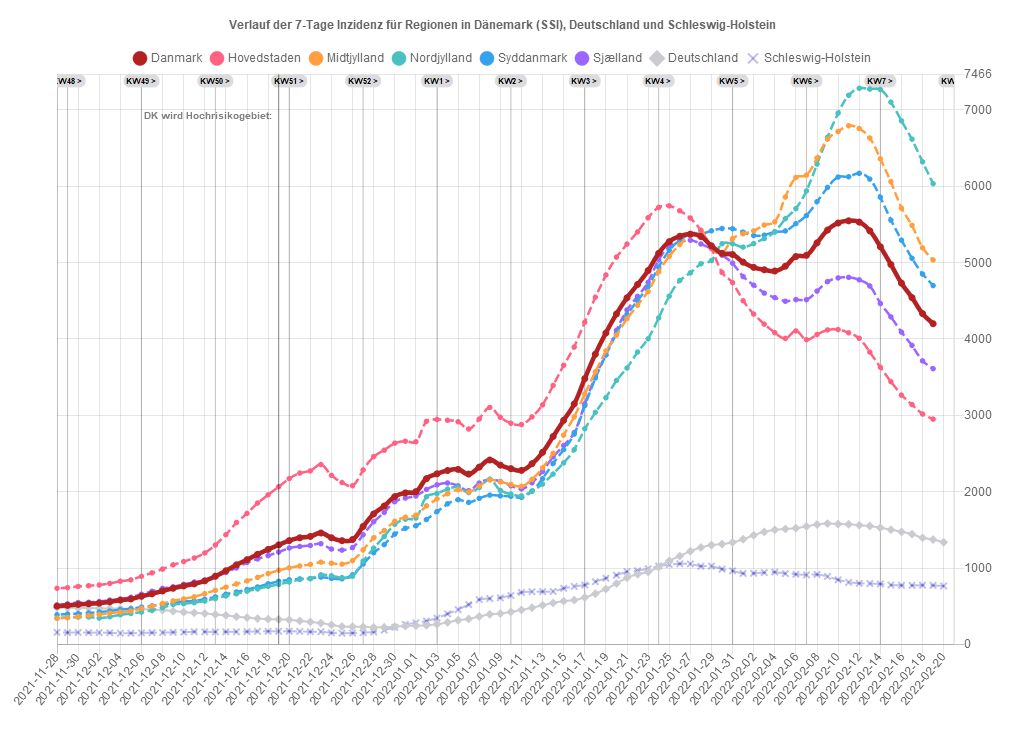 Verlauf der 7-Tage Inzidenz für Regionen in Dänemark (SSI), Deutschland und Schleswig-Holstein
Danmark Hovedstaden Midtjylland Nordjylland Syddanmark Sjælland Deutschland Schleswig-Holstein
W48 > KW49 > KW50 > KW51 > KW52 > KW1 > KW2 > KW3 > KW4 > KW5 > KW6 > KW7 > KW
7466
DK wird Hochrisikogebiet:
7000
6000
5000
4000
3000
2000
1000
0
2021-11-28 2021-11-30 2021-12-02 2021-12-04 2021-12-06 2021-12-08 2021-12-10 2021-12-12 2021-12-14 2021-12-16 2021-12-18 2021-12-20 2021-12-22 2021-12-24 2021-12-26 2021-12-28 2021-12-30 2022-01-01 2022-01-03 2022-01-05 2022-01-07 2022-01-09 2022-01-11 2022-01-13 2022-01-15 2022-01-17 2022-01-19 2022-01-21 2022-01-23 2022-01-25 2022-01-27 2022-01-29 2022-01-31 2022-02-02 2022-02-04 2022-02-06 2022-02-08 2022-02-10 2022-02-12 2022-02-14 2022-02-16 2022-02-18 2022-02-20